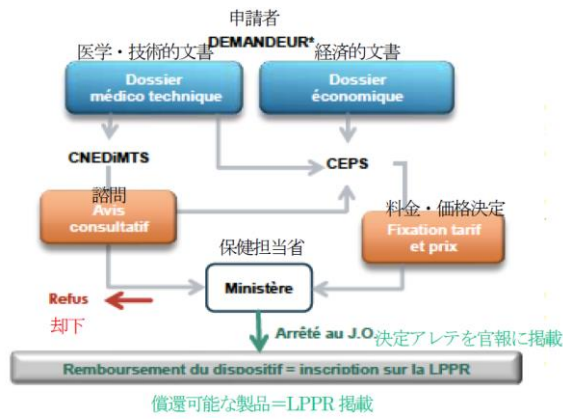 申請者
DEMANDEUR*
医学・技術的文書
経済的文書
Dossier
médico technique
Dossier
économique
CNEDiMTS
CEPS
諮問
Avis
consultatif
料金・価格決定
Fixation tarif
et prix
保健担当省
Ministère
Refus
却下
Arrêté au J.O.
決定アレテを官報に掲載
Remboursement du dispositif = inscription sur la LPPR
償還可能な製品=LPPR 掲載